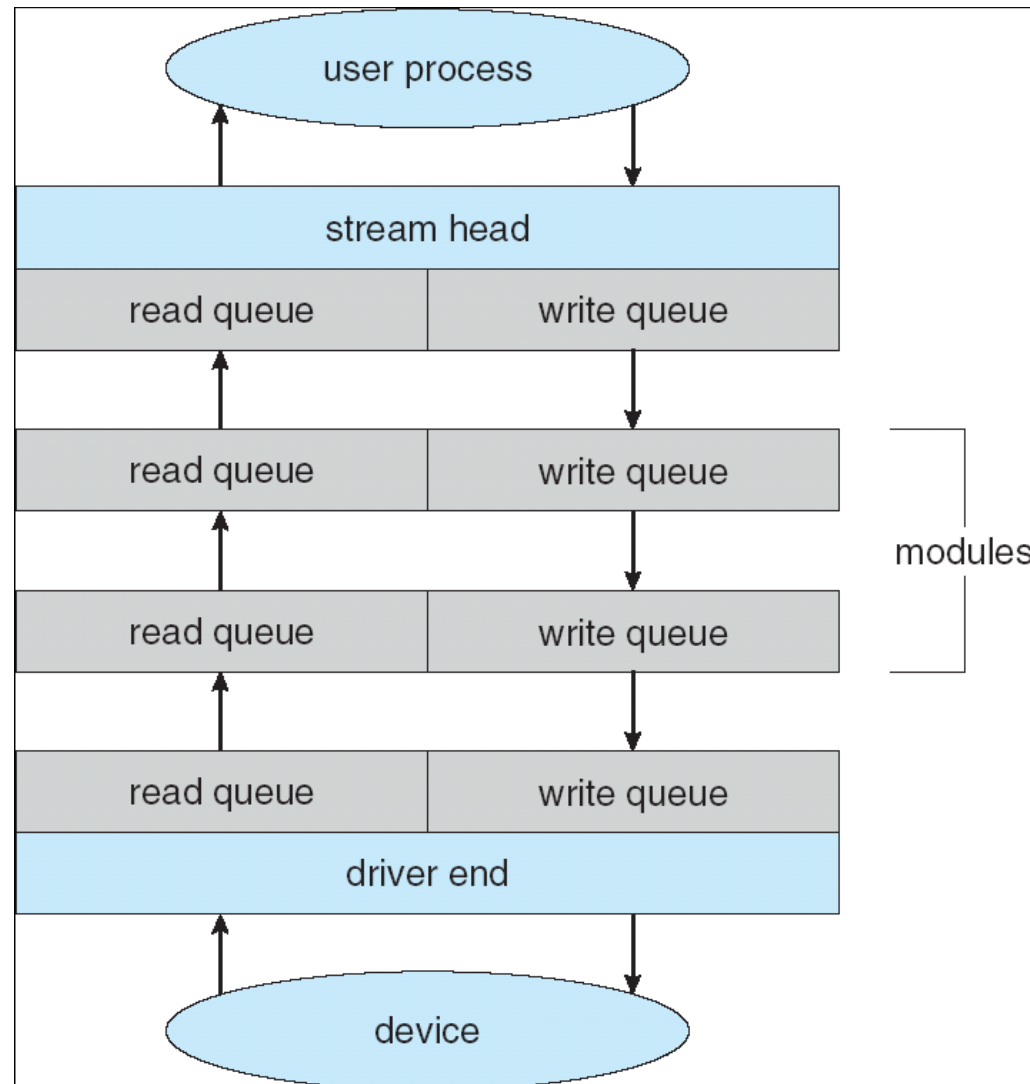 user process
stream head
read queue write queue
read queue write queue
modules
read queue write queue
read queue write queue
driver end
device